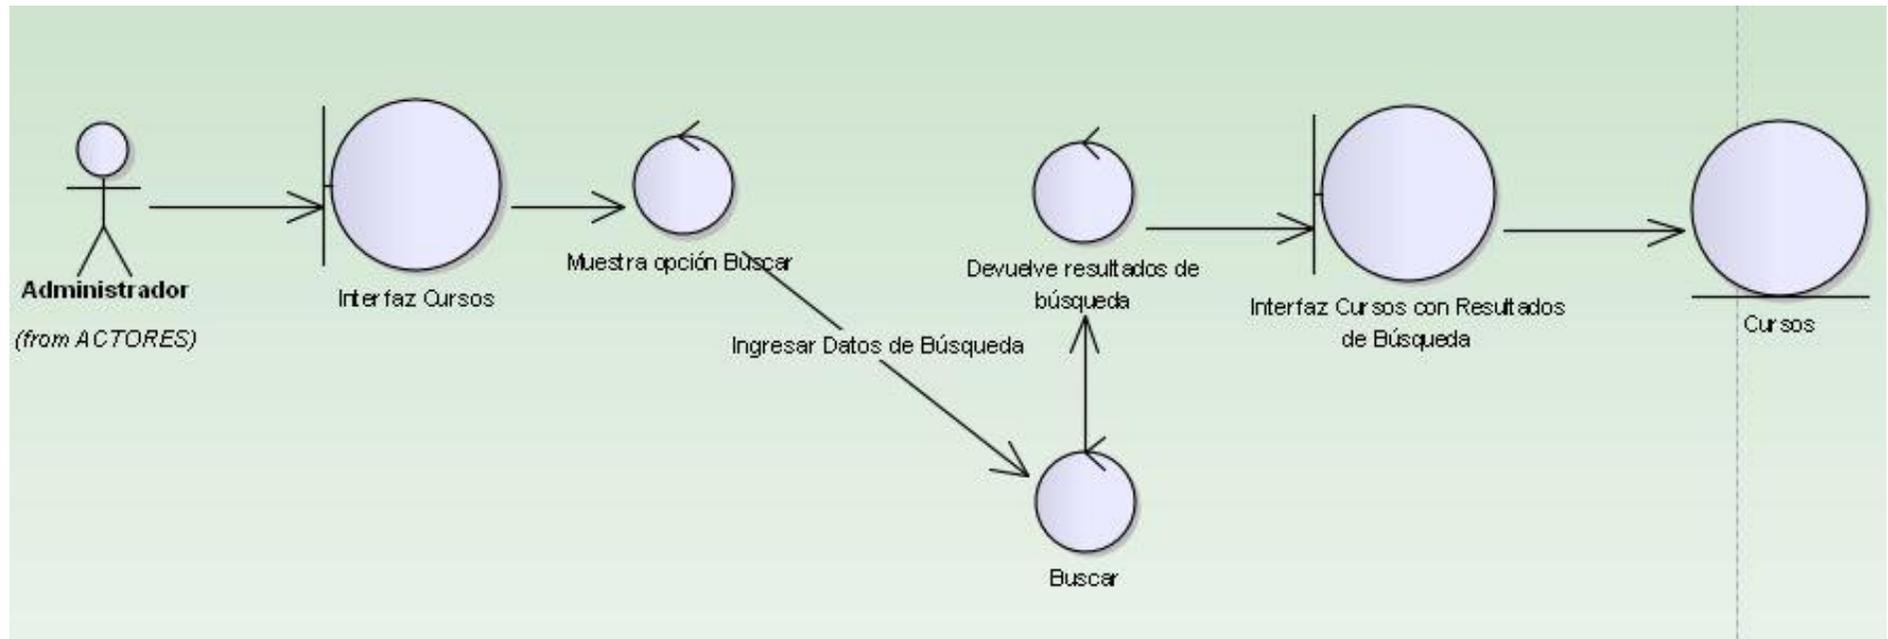 Administrador
(from ACTORES)
Interfaz Cursos
Muestra opción Buscar
Ingresar Datos de Búsqueda
Buscar
Devuelve resultados de
búsqueda
Interfaz Cursos con Resultados
de Búsqueda
Cursos